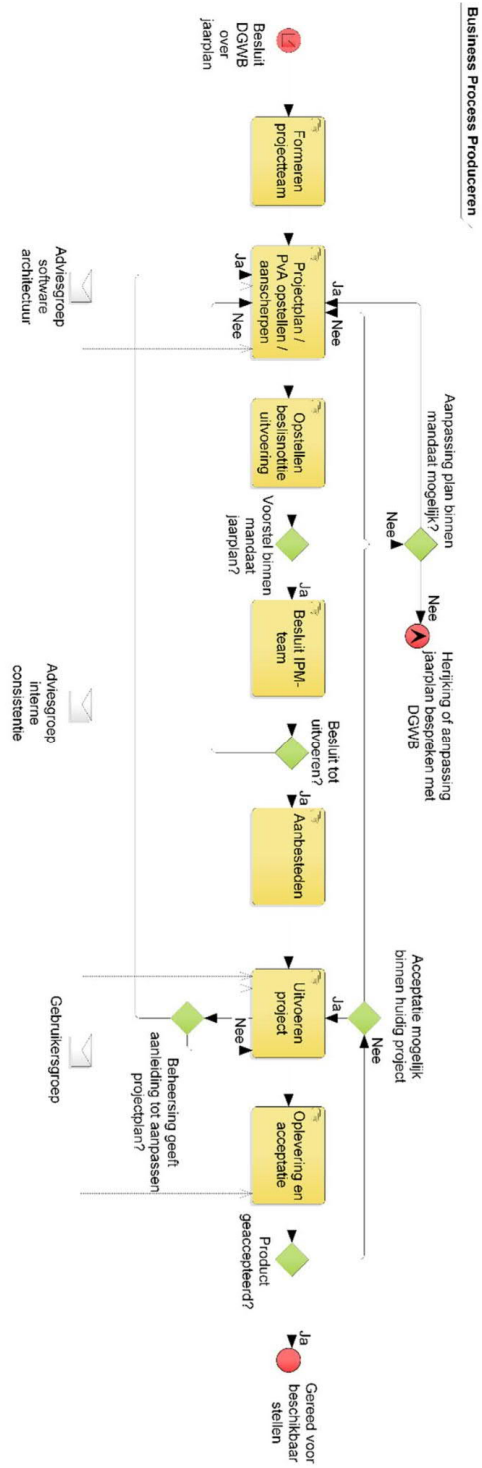 Business Process Produceren
Besluit
DGWB
over
jaarplan
Formeren
projectteam
Projectplan /
PvA opstellen /
aanscherpen
Ja
Nee
Ja
Nee
Opstellen
beslisnotitie
uitvoering
Voorstel binnen
mandaat
jaarplan?
Nee
Aanpassing plan binnen
mandaat mogelijk?
Nee
Herijking of aanpassing
jaarplan bespreken met
DGWB
Ja
Besluit IPM-
team
Besluit tot
uitvoeren?
Ja
Aanbesteden
Uitvoeren
project
Ja
Nee
Acceptatie mogelijk
binnen huidig project
Nee
Beheersing geeft
aanleiding tot aanpassen
projectplan?
Oplevering en
acceptatie
Product
geaccepteerd?
Ja
Gereed voor
beschikbaar
stellen
Adviesgroep
software
architectuur
Adviesgroep
interne
consistentie
Gebruikersgroep